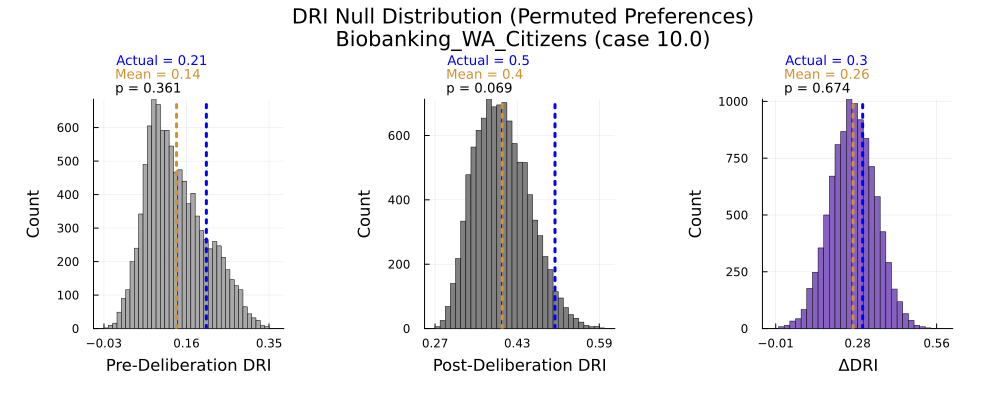 DRI Null Distribution (Permuted Preferences)
Biobanking_WA_Citizens (case 10.0)
Actual = 0.21
Mean = 0.14
p = 0.361
Count
600
500
400
300
200
100
0
−0.03
0.16
0.35
Pre-Deliberation DRI
Actual = 0.5
Mean = 0.4
p = 0.069
Count
600
400
200
0
0.27
0.43
0.59
Post-Deliberation DRI
Actual = 0.3
Mean = 0.26
p = 0.674
Count
1000
750
500
250
0
−0.01
0.28
0.56
ΔDRI